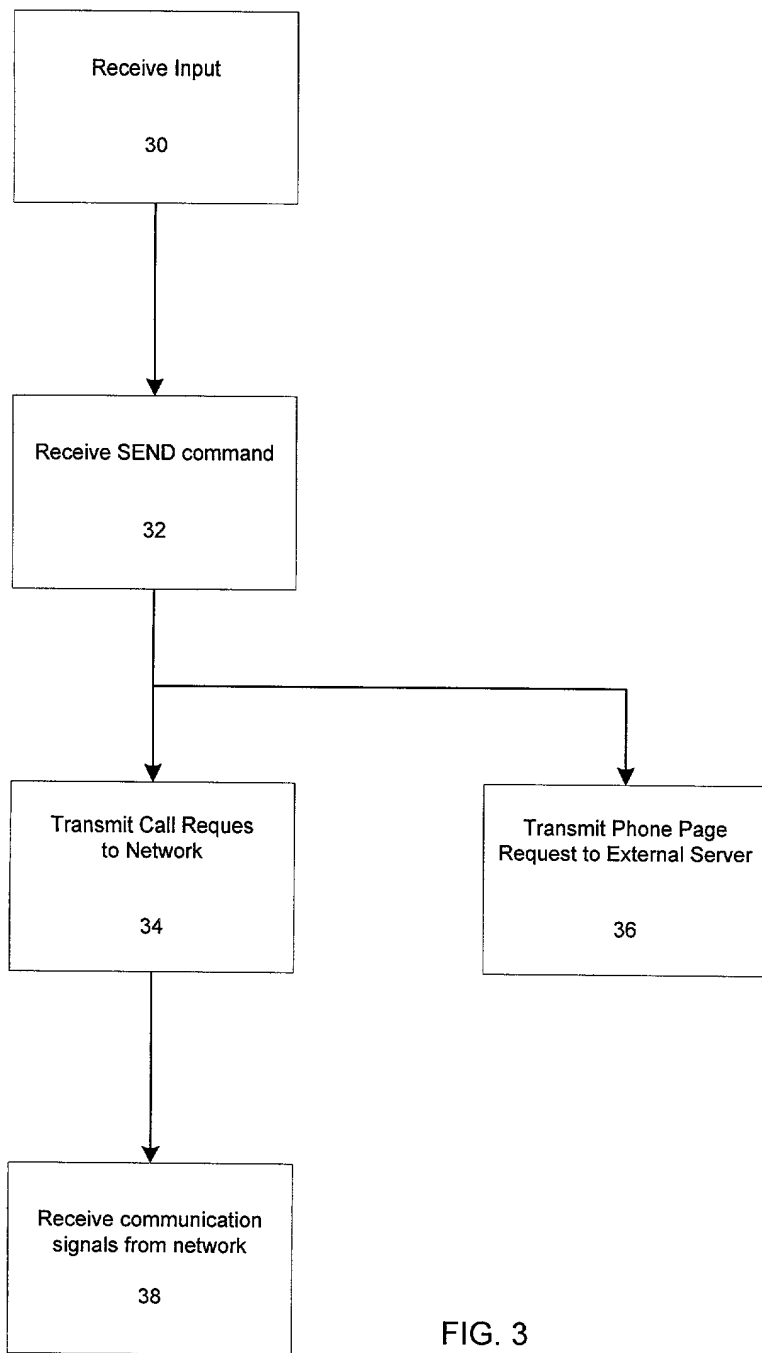 Receive Input
30
Receive SEND command
32
Transmit Call Reques
to Network
34
Transmit Phone Page
Request to External Server
36
Receive communication
signals from network
38
FIG. 3